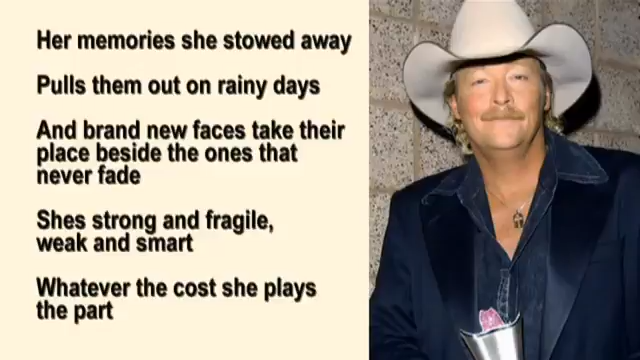 Her memories she stowed away
Pulls them out on rainy days
And brand new faces take their
place beside the ones that
never fade
Shes strong and fragile,
weak and smart
Whatever the cost she plays
the part